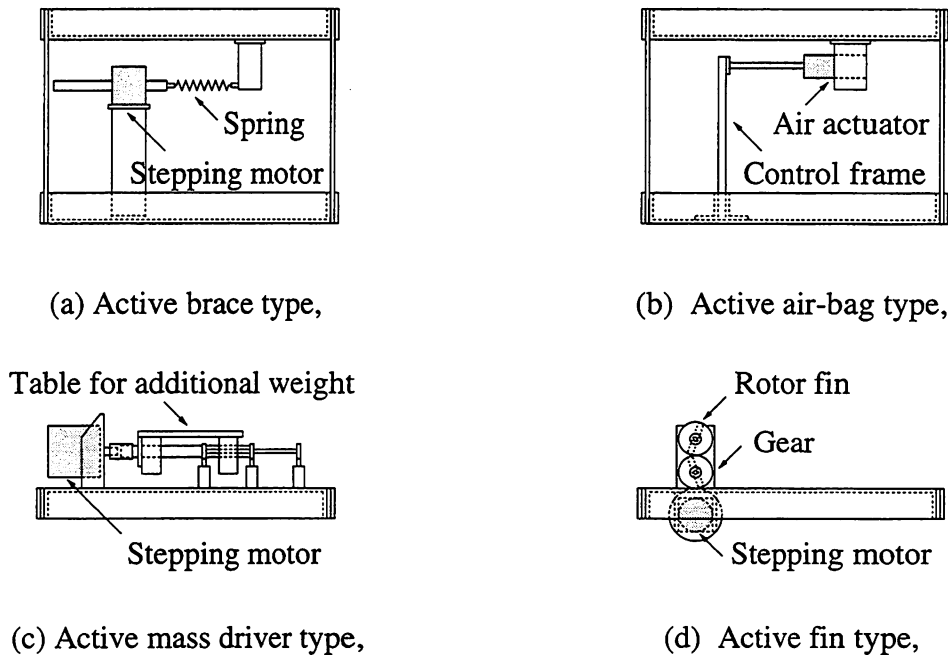 Spring
Stepping motor
Air actuator
Control frame
(a) Active brace type,
(b) Active air-bag type,
Table for additional weight
Stepping motor
Rotor fin
Gear
Stepping motor
(c) Active mass driver type,
(d) Active fin type,